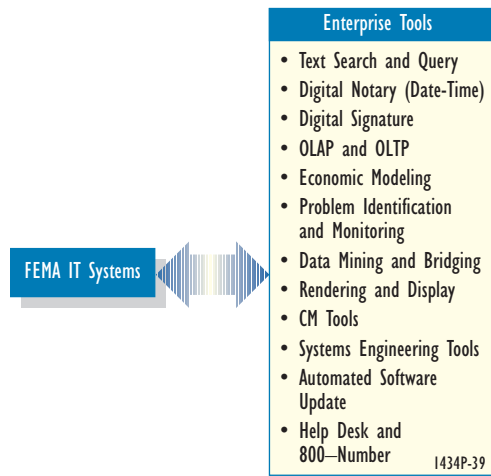 Enterprise Tools
• Text Search and Query
• Digital Notary (Date-Time)
• Digital Signature
• OLAP and OLTP
• Economic Modeling
• Problem Identification
and Monitoring
• Data Mining and Bridging
• Rendering and Display
• CM Tools
• Systems Engineering Tools
• Automated Software
Update
• Help Desk and
800–Number
1434P-39
FEMA IT Systems